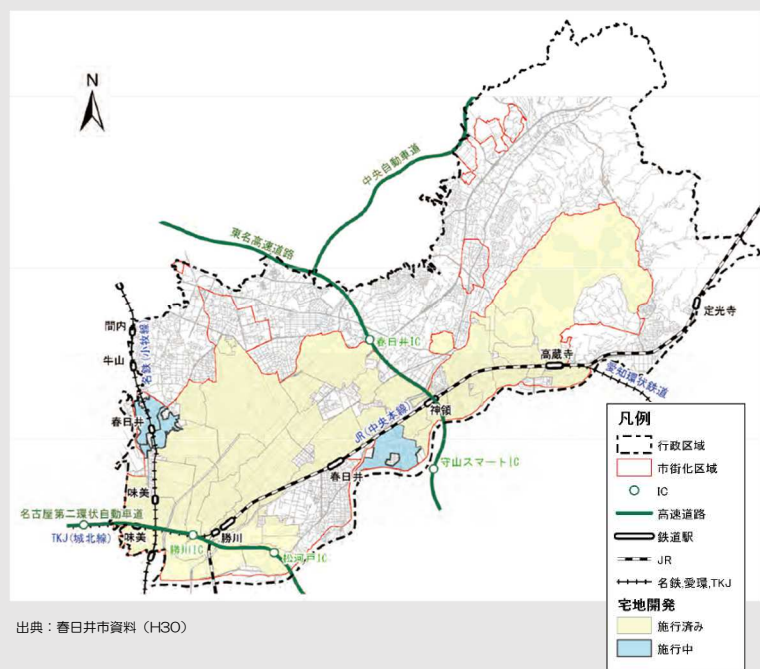 N
中央自動車道
東名高速道路
定光寺
間内
名鉄(小牧線)
春日井IC
牛山
高蔵寺
愛知環状鉄道
神領
JR(中央本線)
春日井
守山スマートIC
春日井
味美
名古屋第二環状自動車道
味美
TKJ(城北線)
勝川
勝川IC
松河戸IC
凡例
行政区域
市街化区域
IC
高速道路
鉄道駅
JR
名鉄,愛環,TKJ
宅地開発
施行済み
施行中
出典：春日井市資料（H30）